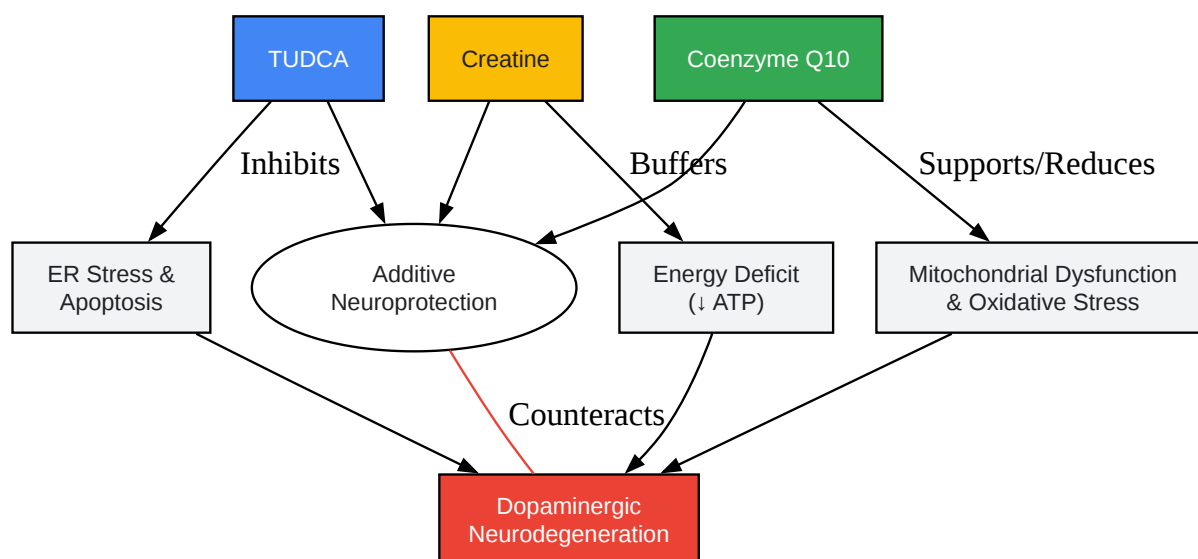 TUDCA
Creatine
Coenzyme Q10
Inhibits
Buffers
Supports/Reduces
ER Stress &
Apoptosis
Additive
Neuroprotection
Energy Deficit
(↓ ATP)
Mitochondrial Dysfunction
& Oxidative Stress
Counteracts
Dopaminergic
Neurodegeneration